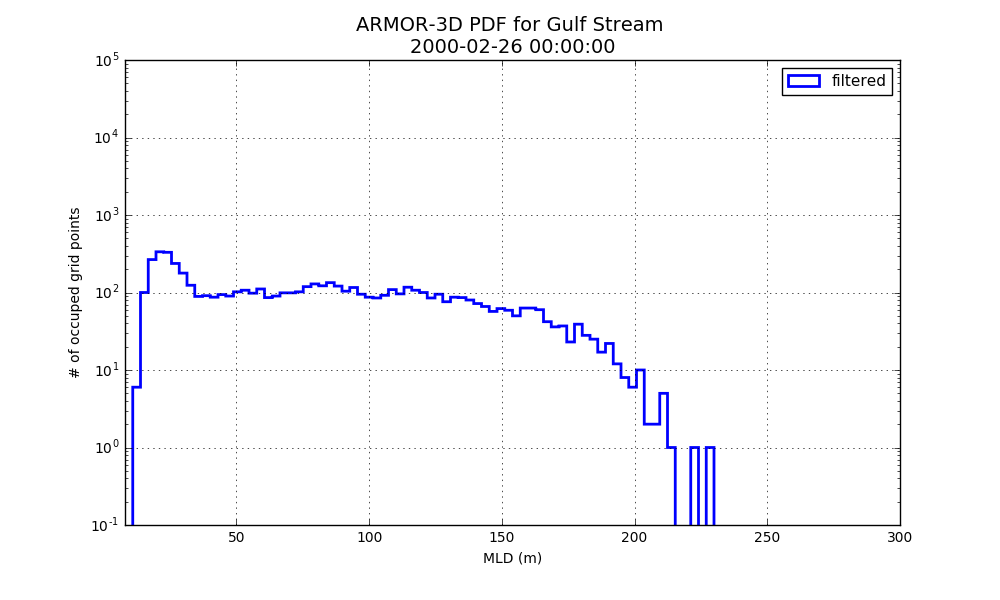 ARMOR-3D PDF for Gulf Stream
2000-02-26 00:00:00
filtered
# of occuped grid points
10^5
10^4
10^3
10^2
10^1
10^0
10^-1
50 100 150 200 250 300
MLD (m)